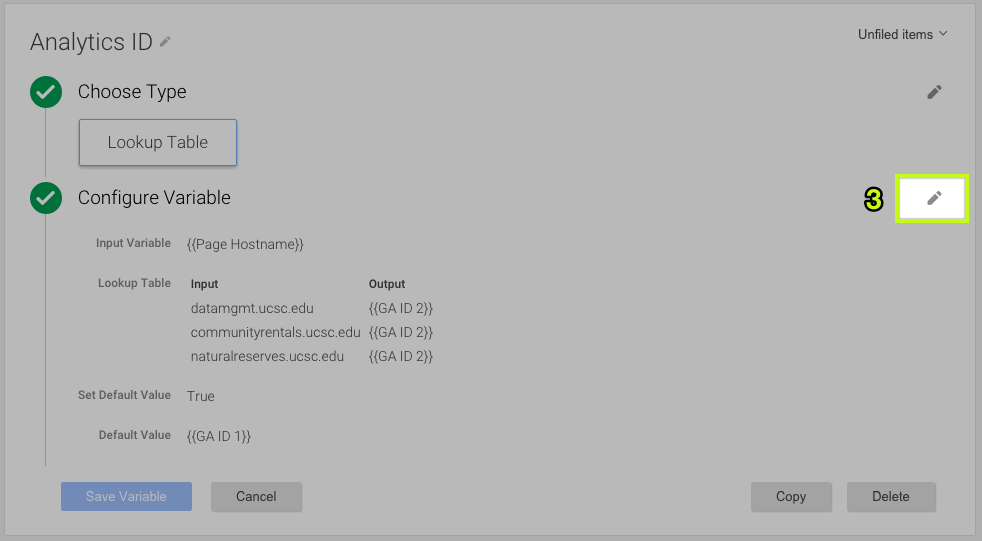 Analytics ID
Unfiled items
Choose Type
Lookup Table
Configure Variable
3
Input Variable {{Page Hostname}}
Lookup Table Input Output
datamgmt.ucsc.edu {{GA ID 2}}
communityrentals.ucsc.edu {{GA ID 2}}
naturalreserves.ucsc.edu {{GA ID 2}}
Set Default Value True
Default Value {{GA ID 1}}
Save Variable Cancel Copy Delete